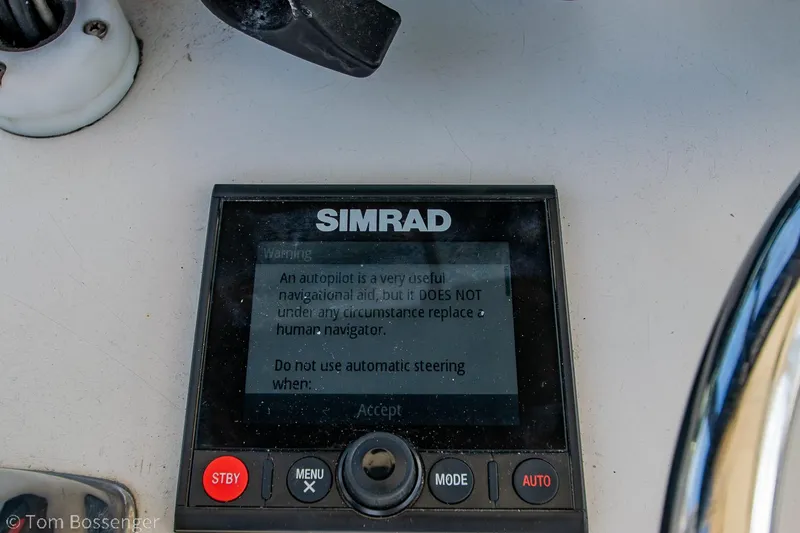 SIMRAD
Warning
An autopilot is a very useful
navigational aid, but it DOES NOT
under any circumstance replace a
human navigator.
Do not use automatic steering
when:
Accept
STBY
MENU
X
MODE
AUTO
© Tom Bossenger